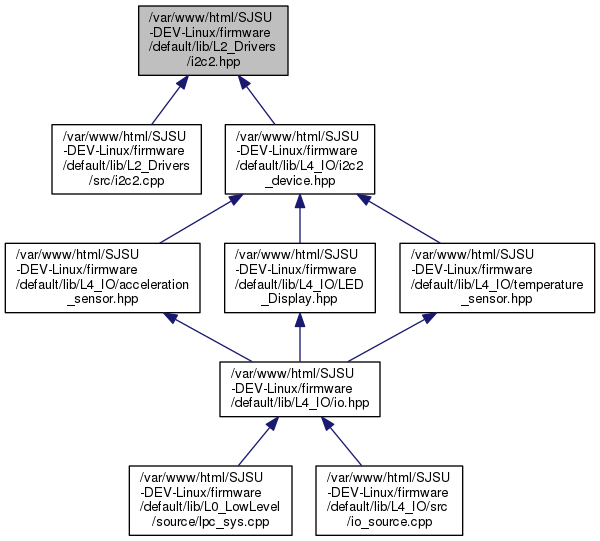 /var/www/html/SJSU
-DEV-Linux/firmware
/default/lib/L2_Drivers
/i2c2.hpp
/var/www/html/SJSU
-DEV-Linux/firmware
/default/lib/L2_Drivers
/src/i2c2.cpp
/var/www/html/SJSU
-DEV-Linux/firmware
/default/lib/L4_IO/i2c2
_device.hpp
/var/www/html/SJSU
-DEV-Linux/firmware
/default/lib/L4_IO/acceleration
_sensor.hpp
/var/www/html/SJSU
-DEV-Linux/firmware
/default/lib/L4_IO/LED
_Display.hpp
/var/www/html/SJSU
-DEV-Linux/firmware
/default/lib/L4_IO/temperature
_sensor.hpp
/var/www/html/SJSU
-DEV-Linux/firmware
/default/lib/L4_IO/io.hpp
/var/www/html/SJSU
-DEV-Linux/firmware
/default/lib/L0_LowLevel
/source/lpc_sys.cpp
/var/www/html/SJSU
-DEV-Linux/firmware
/default/lib/L4_IO/src
/io_source.cpp